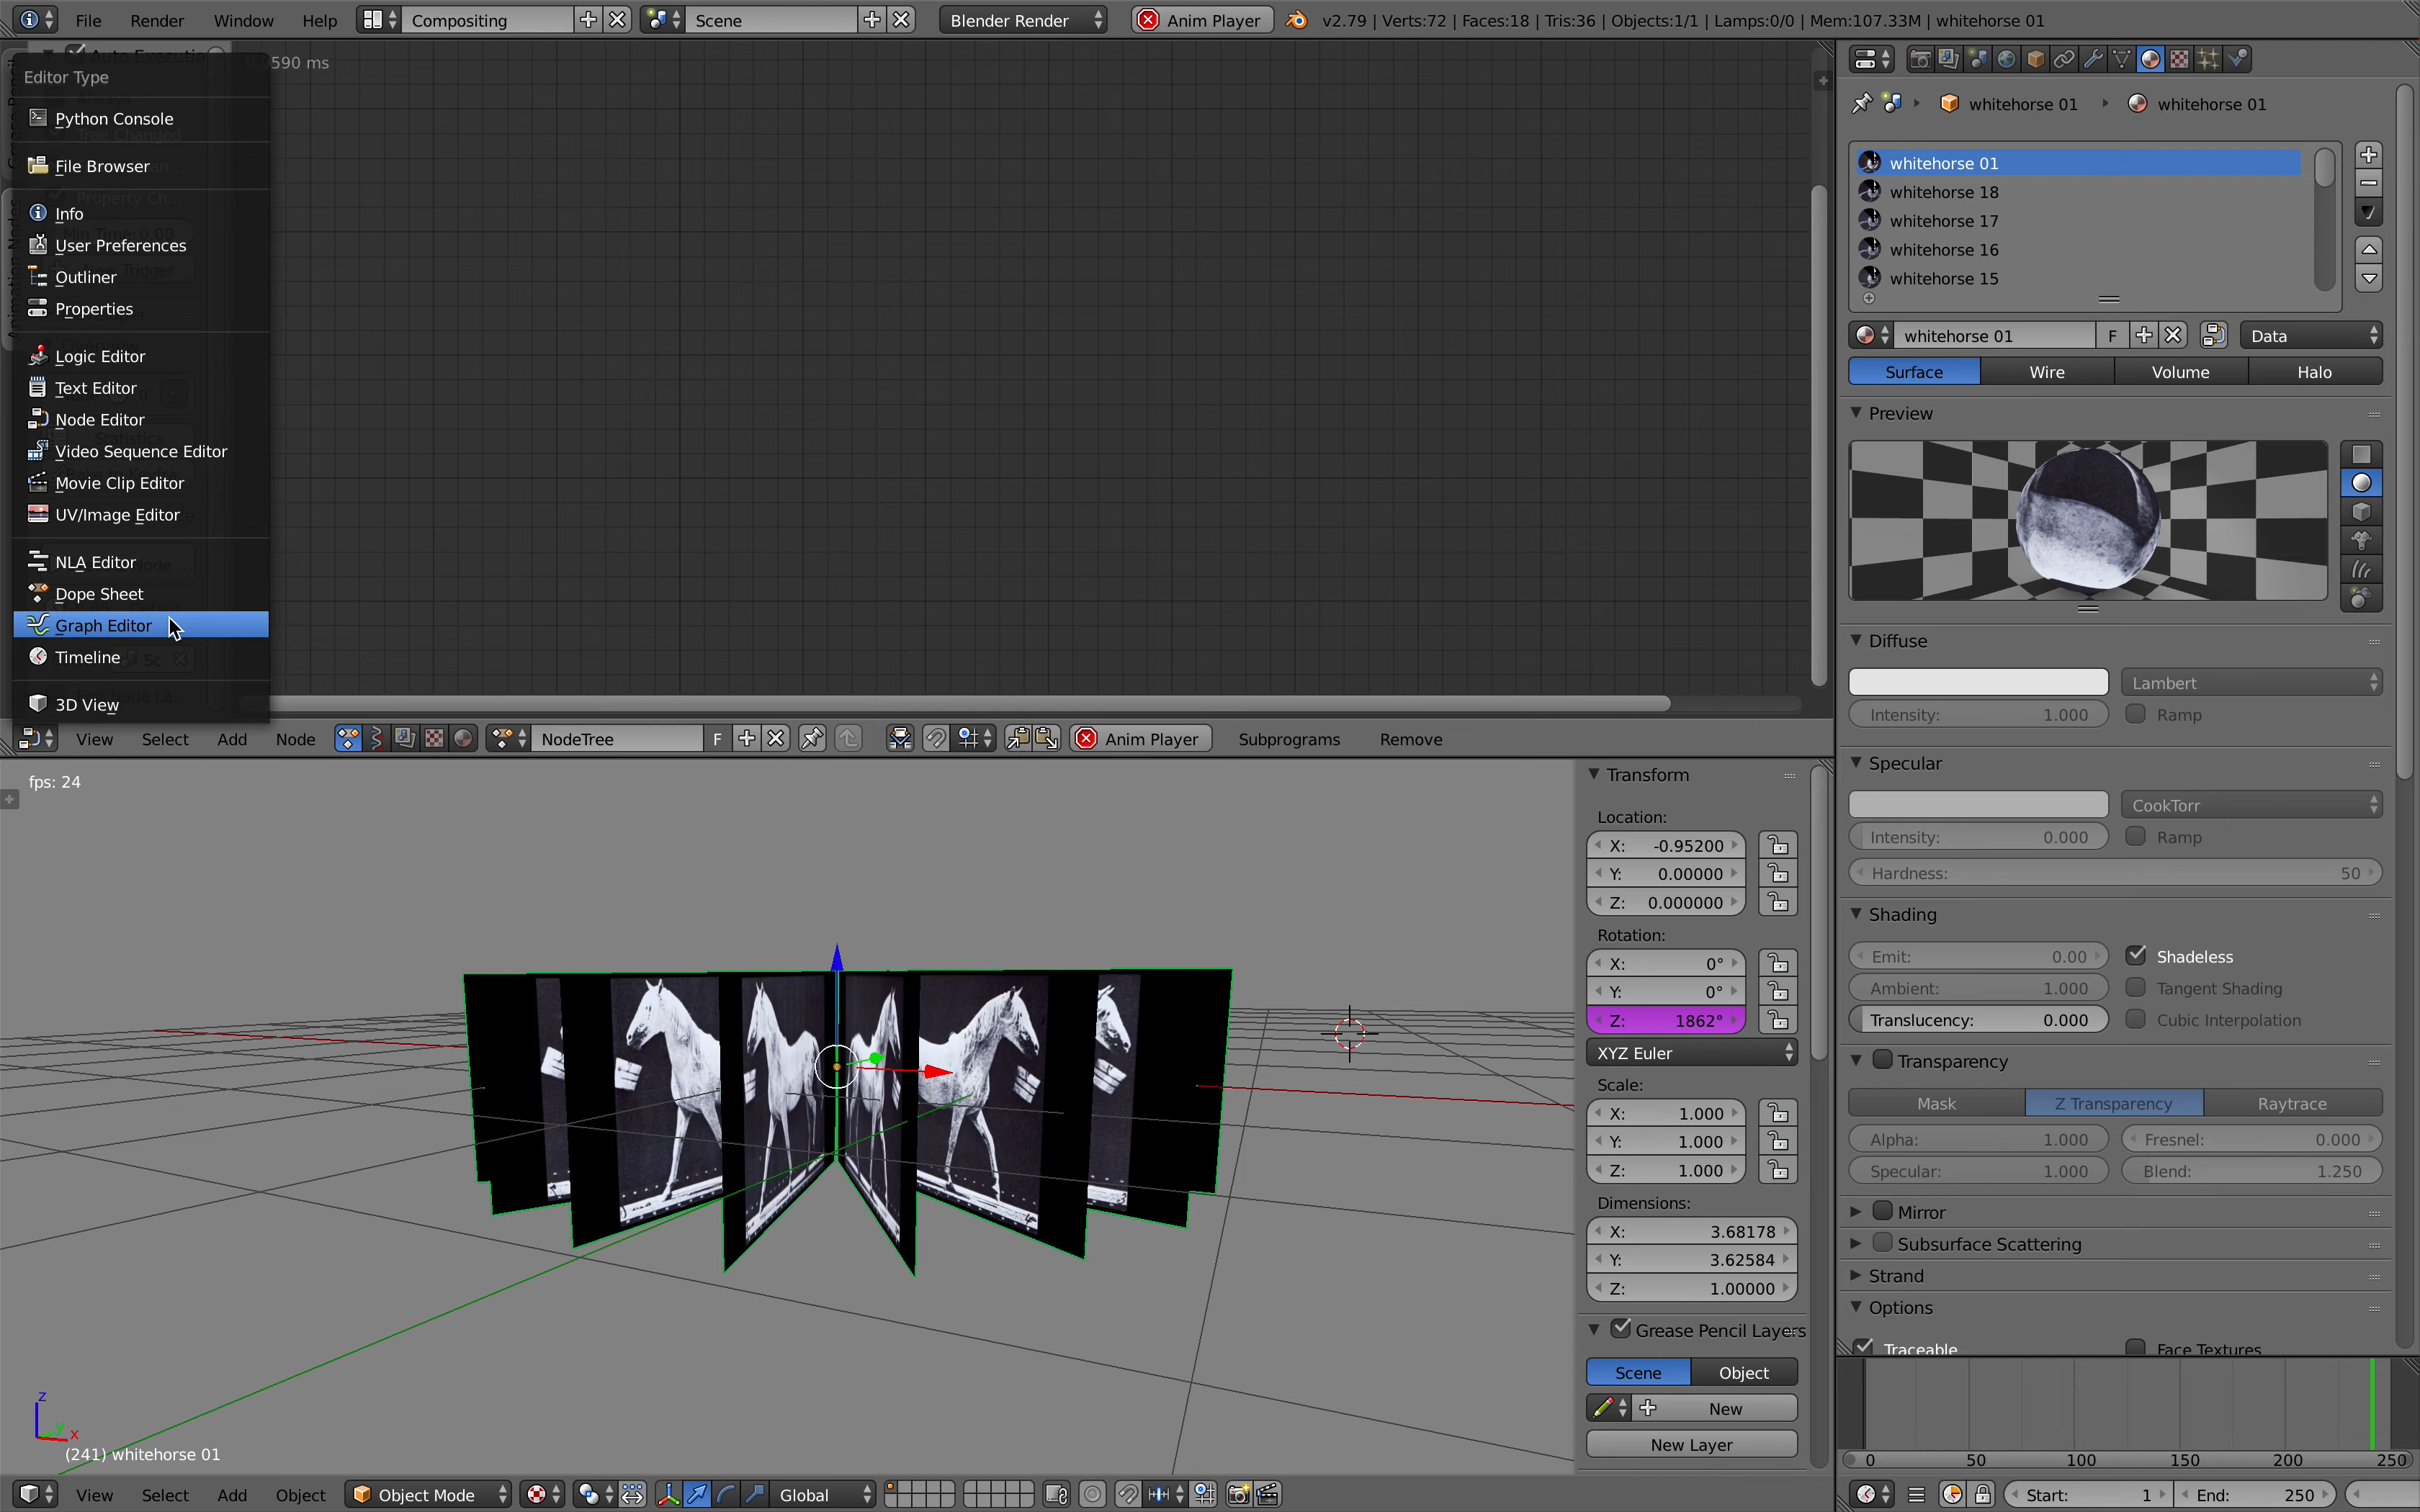 File Render Window Help Compositing Scene Blender Render Anim Player v2.79 | Verts:72 | Faces:18 | Tris:36 | Objects:1/1 | Lamps:0/0 | Mem:107.33M | whitehorse 01
590 ms
Editor Type
Python Console
File Browser
Info
User Preferences
Outliner
Properties
Logic Editor
Text Editor
Node Editor
Video Sequence Editor
Movie Clip Editor
UV/Image Editor
NLA Editor
Dope Sheet
Graph Editor
Timeline
3D View
View Select Add Node NodeTree F Anim Player Subprograms Remove
fps: 24
(241) whitehorse 01
z
y
x
Transform
Location:
X: -0.95200
Y: 0.00000
Z: 0.000000
Rotation:
X: 0°
Y: 0°
Z: 1862°
XYZ Euler
Scale:
X: 1.000
Y: 1.000
Z: 1.000
Dimensions:
X: 3.68178
Y: 3.62584
Z: 1.00000
Grease Pencil Layers
Scene Object
New
New Layer
View Select Add Object Object Mode Global
whitehorse 01 whitehorse 01
whitehorse 01
whitehorse 18
whitehorse 17
whitehorse 16
whitehorse 15
whitehorse 01 F Data
Surface Wire Volume Halo
Preview
Diffuse
Lambert
Intensity: 1.000 Ramp
Specular
CookTorr
Intensity: 0.000 Ramp
Hardness: 50
Shading
Emit: 0.00 Shadeless
Ambient: 1.000 Tangent Shading
Translucency: 0.000 Cubic Interpolation
Transparency
Mask Z Transparency Raytrace
Alpha: 1.000 Fresnel: 0.000
Specular: 1.000 Blend: 1.250
Mirror
Subsurface Scattering
Strand
Options
Traceable Face Textures
0 50 100 150 200 250
Start: 1 End: 250